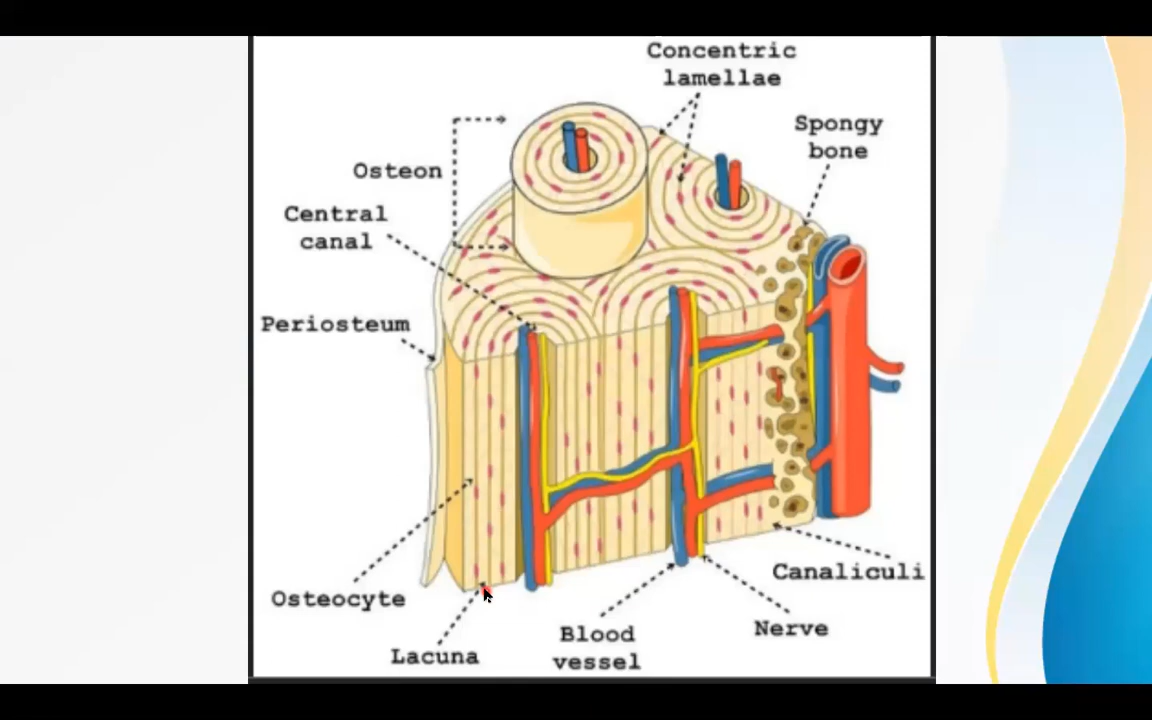 Concentric
lamellae
Spongy
bone
Osteon
Central
canal
Periosteum
Canaliculi
Osteocyte
Nerve
Blood
vessel
Lacuna